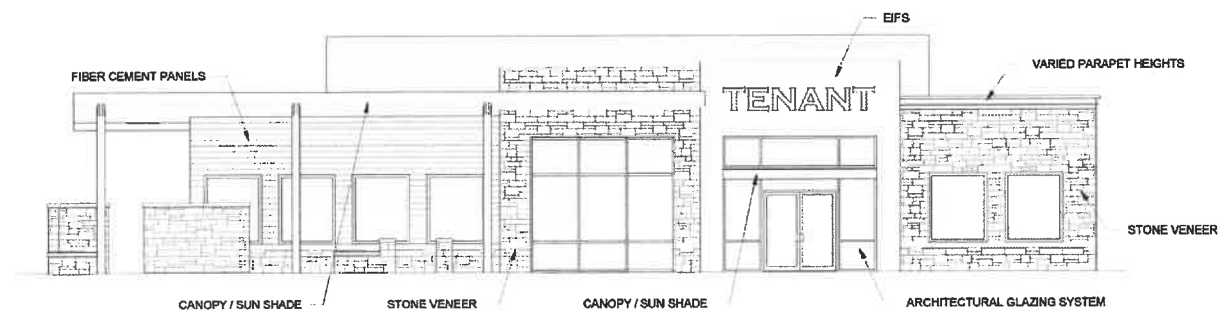 EIFS
FIBER CEMENT PANELS
VARIED PARAPET HEIGHTS
TENANT
STONE VENEER
CANOPY / SUN SHADE
STONE VENEER
CANOPY / SUN SHADE
ARCHITECTURAL GLAZING SYSTEM